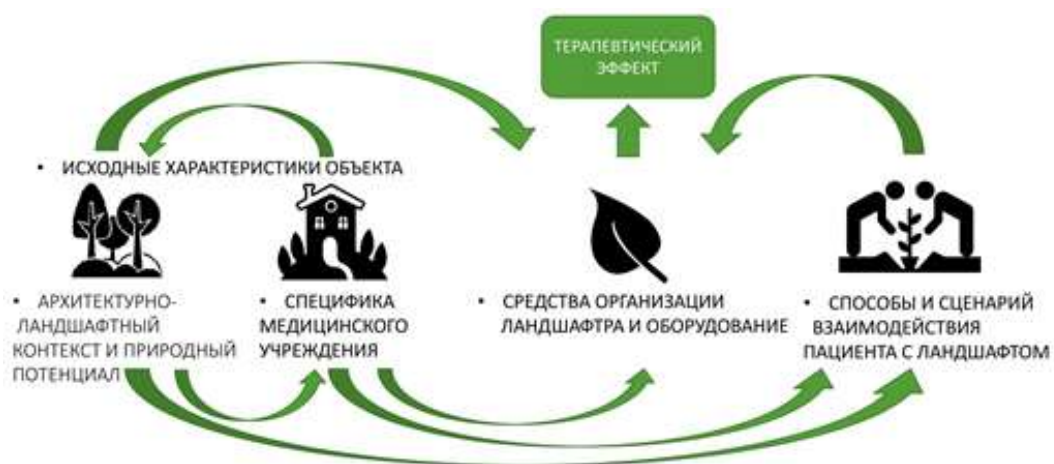 ТЕРАПЕВТИЧЕСКИЙ
ЭФФЕКТ
• ИСХОДНЫЕ ХАРАКТЕРИСТИКИ ОБЪЕКТА
• АРХИТЕКТУРНО-
ЛАНДШАФТНЫЙ
КОНТЕКСТ И ПРИРОДНЫЙ
ПОТЕНЦИАЛ
• СПЕЦИФИКА
МЕДИЦИНСКОГО
УЧРЕЖДЕНИЯ
• СРЕДСТВА ОРГАНИЗАЦИИ
ЛАНДШАФТРА И ОБОРУДОВАНИЕ
• СПОСОБЫ И СЦЕНАРИЙ
ВЗАИМОДЕЙСТВИЯ
ПАЦИЕНТА С ЛАНДШАФТОМ